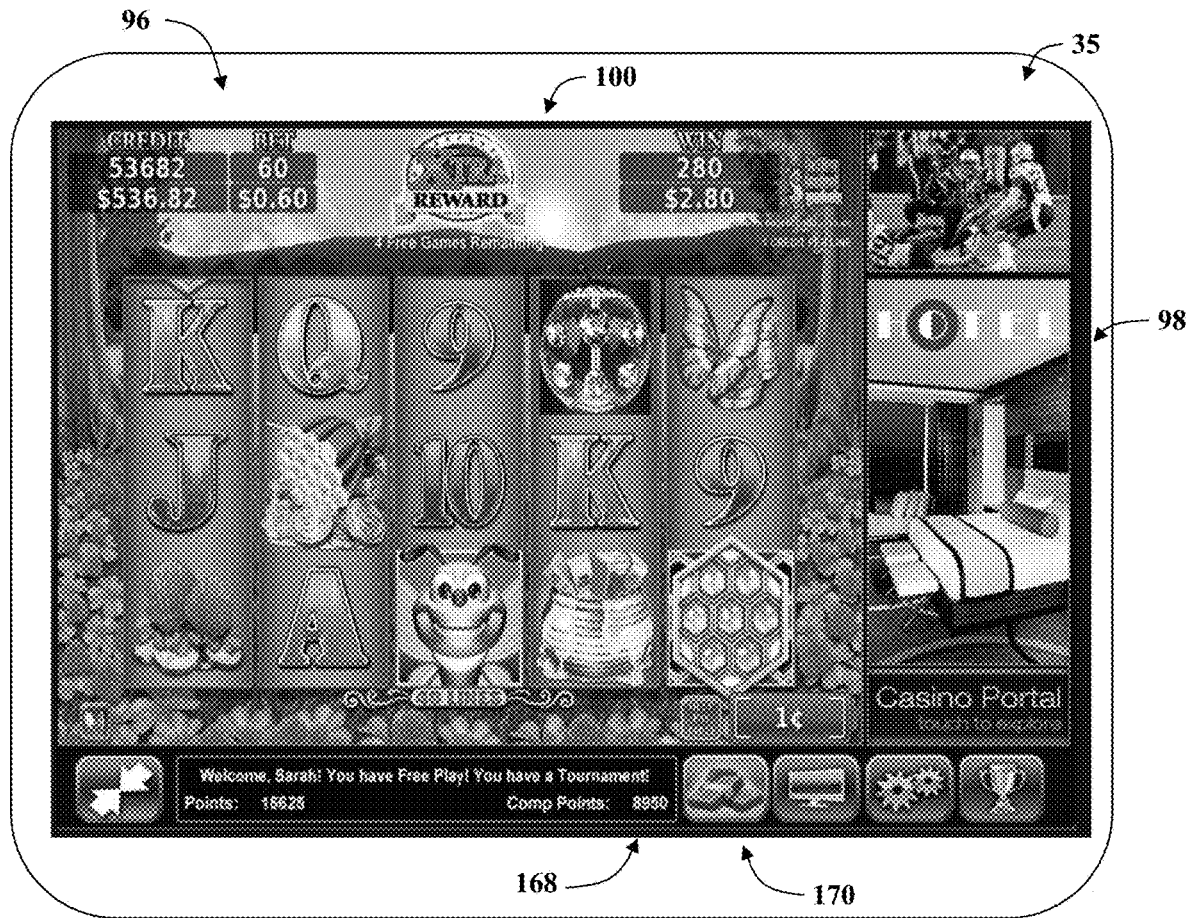 96
35
100
CREDIT BET WIN
53682 60 280
$536.82 $0.60 REWARD $2.80
4 Free Games Remaining
98
K Q 9
J 10 K 9
A
Casino Portal
1¢
Welcome, Sarah! You have Free Play! You have a Tournament!
Points: 16625 Comp Points: 8950
168
170